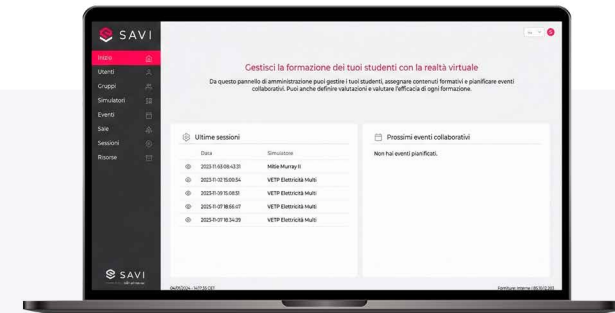 SAVI
Inizio
Utenti
Gruppi
Simulatori
Eventi
Sale
Sessioni
Risorse
Gestisci la formazione dei tuoi studenti con la realtà virtuale
Da questo pannello di amministrazione puoi gestire i tuoi studenti, assegnare contenuti formativi e pianificare eventi
collaborativi. Puoi anche definire valutazioni e valutare l'efficacia di ogni formazione.
Ultime sessioni
Data Simulatore
Mitie Murray II
VETP Elettricità Multi
VETP Elettricità Multi
VETP Elettricità Multi
VETP Elettricità Multi
Prossimi eventi collaborativi
Non hai eventi pianificati.
SAVI